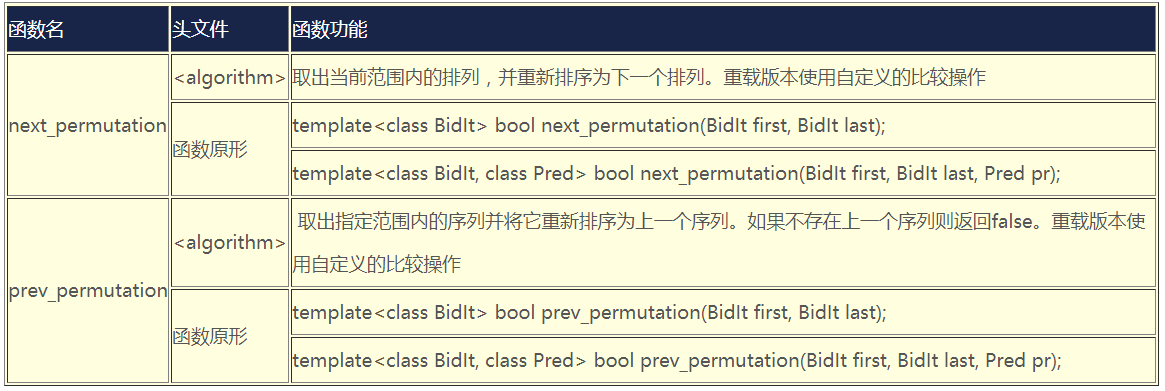 函数名 头文件 函数功能
next_permutation <algorithm> 取出当前范围内的排列，并重新排序为下一个排列。重载版本使用自定义的比较操作
函数原形 template<class BidIt> bool next_permutation(BidIt first, BidIt last);
template<class BidIt, class Pred> bool next_permutation(BidIt first, BidIt last, Pred pr);
prev_permutation <algorithm> 取出指定范围内的序列并将它重新排序为上一个序列。如果不存在上一个序列则返回false。重载版本使
用自定义的比较操作
函数原形 template<class BidIt> bool prev_permutation(BidIt first, BidIt last);
template<class BidIt, class Pred> bool prev_permutation(BidIt first, BidIt last, Pred pr);